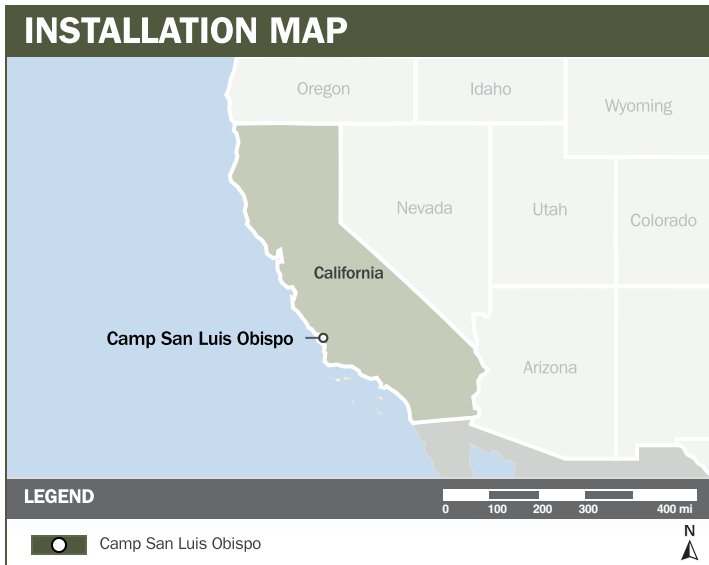 INSTALLATION MAP
Oregon
Idaho
Wyoming
Nevada
Utah
Colorado
California
Camp San Luis Obispo
Arizona
LEGEND
0 100 200 300 400 mi
Camp San Luis Obispo
N